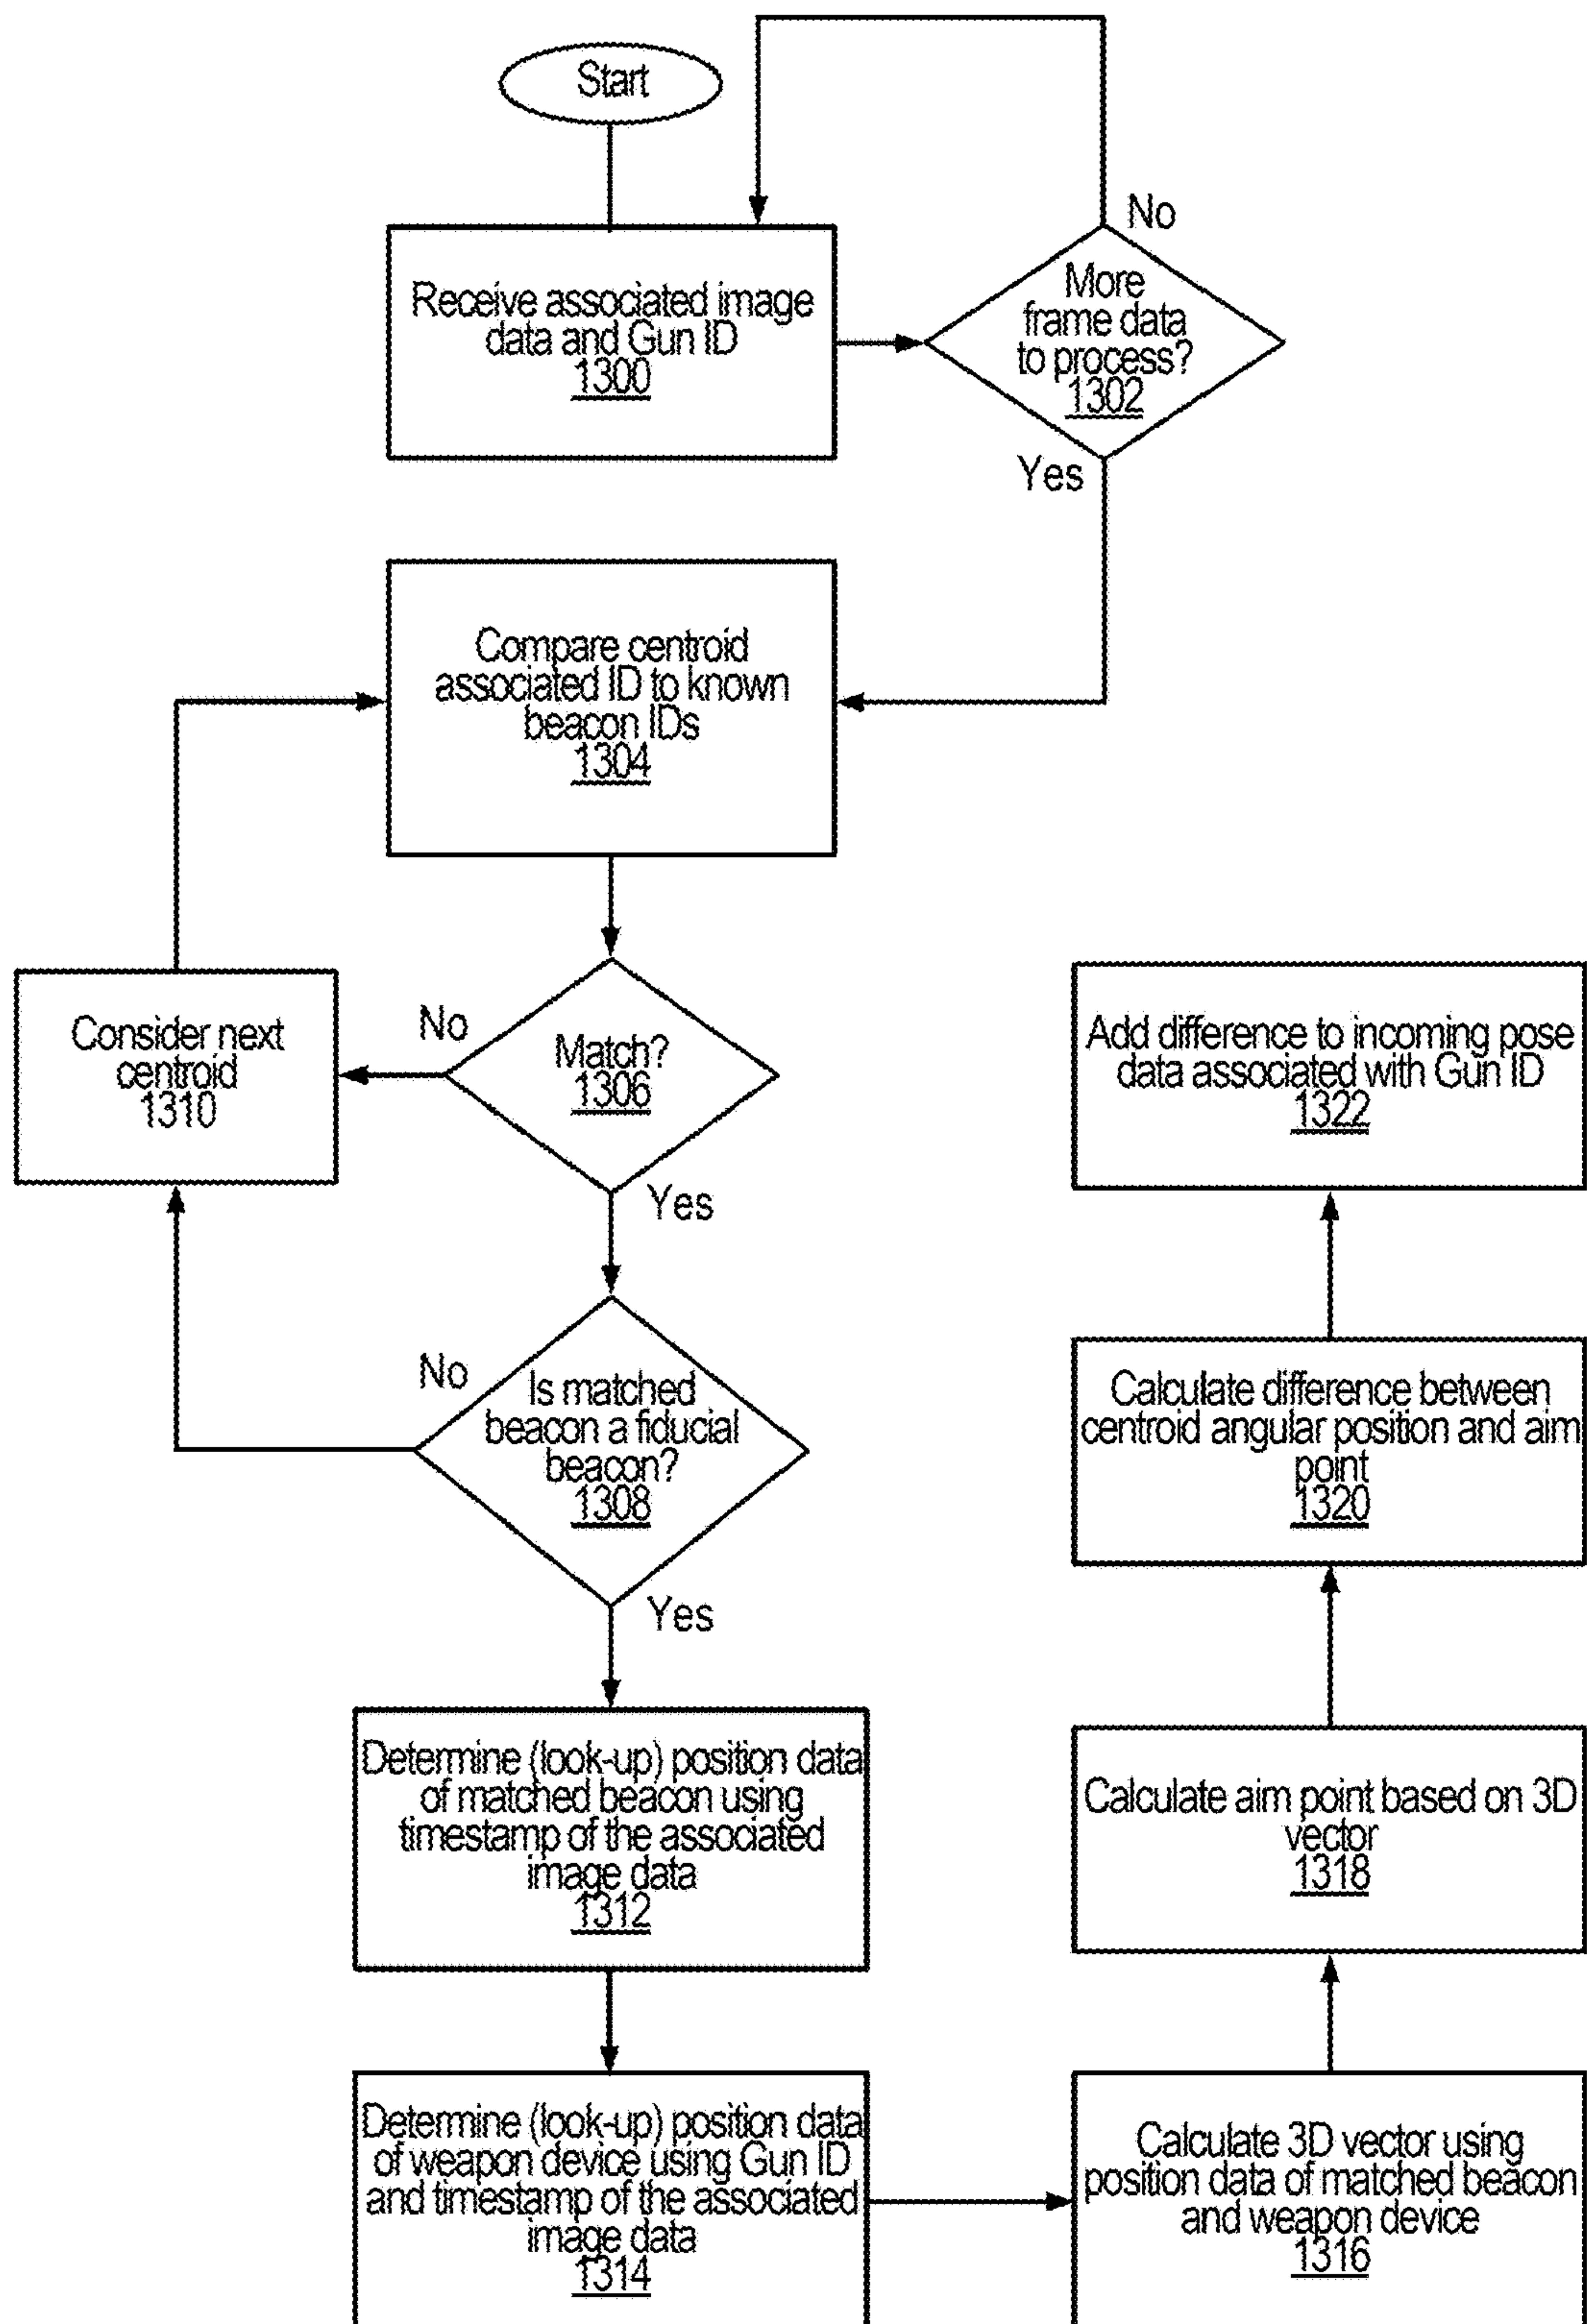 Start
Receive associated image
data and Gun ID
1300
No
More
frame data
to process?
1302
Yes
Compare centroid
associated ID to known
beacon IDs
1304
Consider next
centroid
1310
No
Match?
1306
Yes
No
Is matched
beacon a fiducial
beacon?
1308
Yes
Determine (look-up) position data
of matched beacon using
timestamp of the associated
image data
1312
Determine (look-up) position data
of weapon device using Gun ID
and timestamp of the associated
image data
1314
Calculate 3D vector using
position data of matched beacon
and weapon device
1316
Calculate aim point based on 3D
vector
1318
Calculate difference between
centroid angular position and aim
point
1320
Add difference to incoming pose
data associated with Gun ID
1322